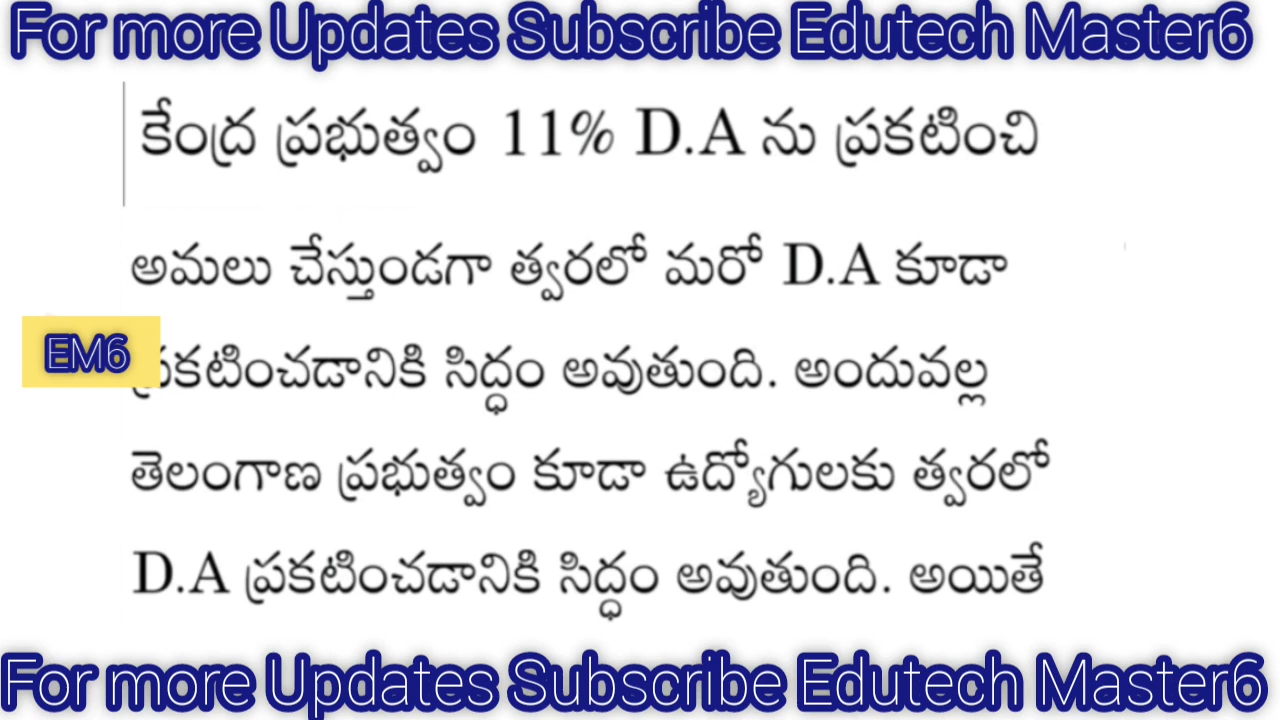 For more Updates Subscribe Edutech Master6
కేంద్ర ప్రభుత్వం 11% D.A ను ప్రకటించి
అమలు చేస్తుండగా త్వరలో మరో D.A కూడా
EM6 ప్రకటించడానికి సిద్ధం అవుతుంది. అందువల్ల
తెలంగాణ ప్రభుత్వం కూడా ఉద్యోగులకు త్వరలో
D.A ప్రకటించడానికి సిద్ధం అవుతుంది. అయితే
For more Updates Subscribe Edutech Master6